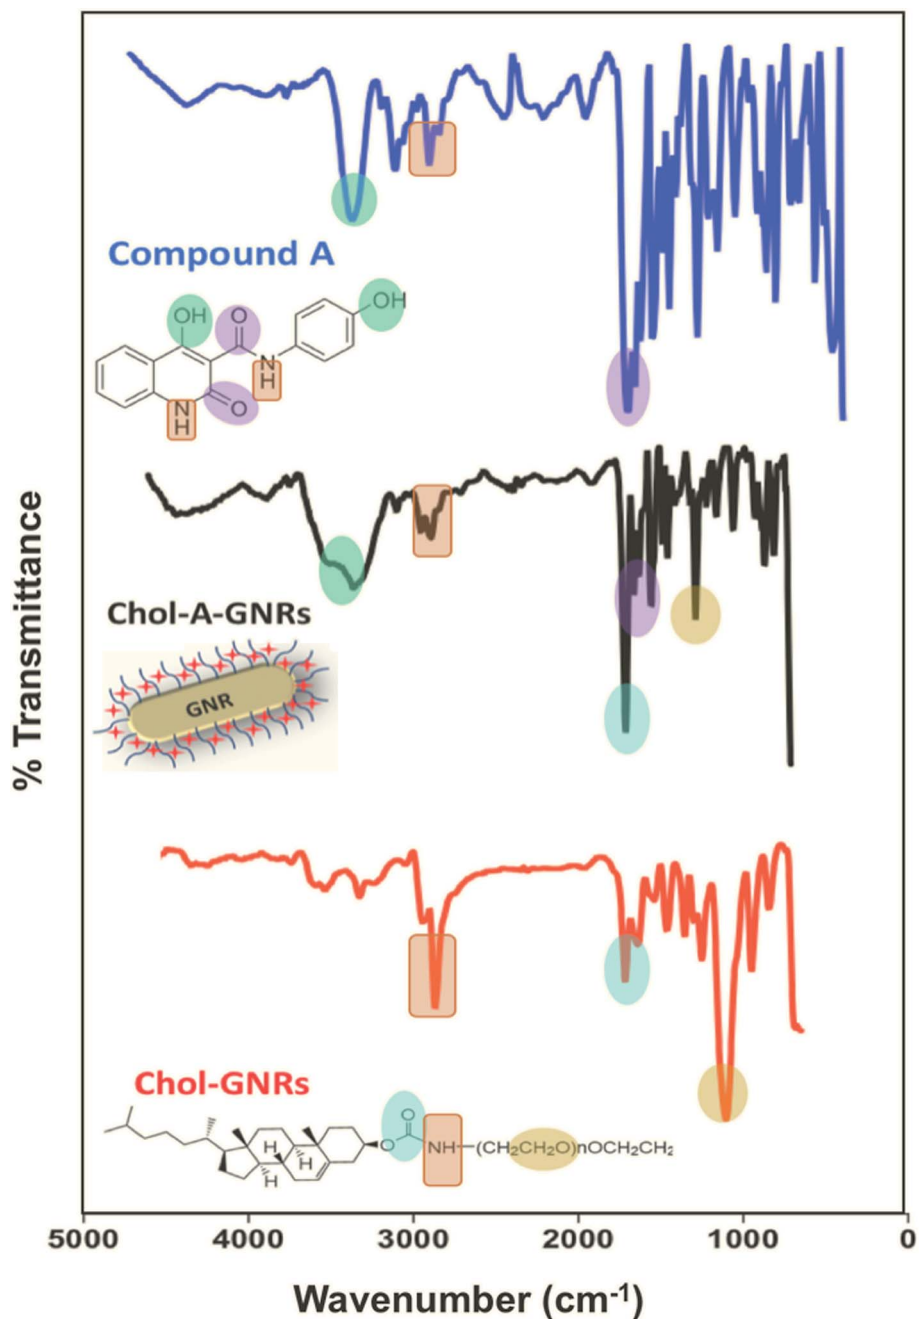 Compound A
OH
O
OH
N
H
N
H
O
% Transmittance
Chol-A-GNRs
GNR
Chol-GNRs
O
O
NH
(CH₂CH₂O)nOCH₂CH₂
H
H
H
H
5000
4000
3000
2000
1000
0
Wavenumber (cm⁻¹)